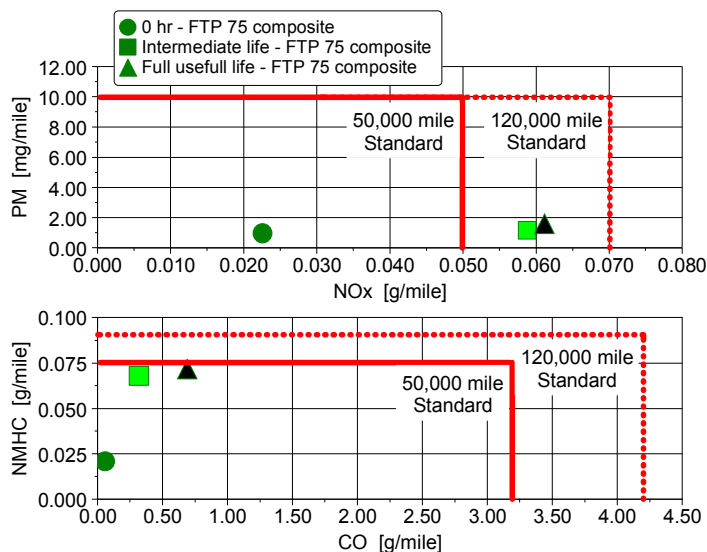 0 hr - FTP 75 composite
Intermediate life - FTP 75 composite
Full usefull life - FTP 75 composite
12.00
10.00
8.00
6.00
4.00
2.00
0.00
PM [mg/mile]
50,000 mile
Standard
120,000 mile
Standard
0.000 0.010 0.020 0.030 0.040 0.050 0.060 0.070 0.080
NOx [g/mile]
0.100
0.075
0.050
0.025
0.000
NMHC [g/mile]
50,000 mile
Standard
120,000 mile
Standard
0.00 0.50 1.00 1.50 2.00 2.50 3.00 3.50 4.00 4.50
CO [g/mile]